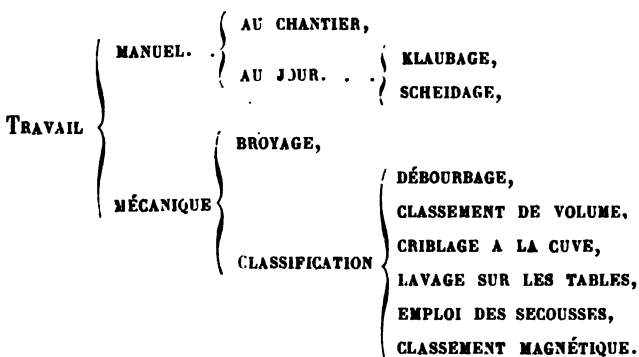 AU CHANTIER,
MANUEL. .
AU JOUR. . .
KLAUBAGE,
SCHEIDAGE,
TRAVAIL
BROYAGE,
MÉCANIQUE
DÉBOURBAGE,
CLASSEMENT DE VOLUME,
CRIBLAGE A LA CUVE,
CLASSIFICATION
LAVAGE SUR LES TABLES,
EMPLOI DES SECOUSSES,
CLASSEMENT MAGNÉTIQUE.